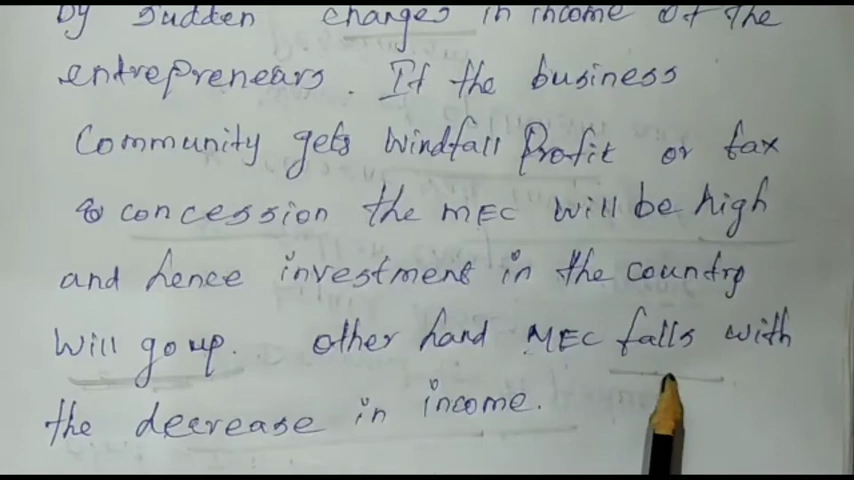 by sudden changes in income of the
entreprenears. If the business
Community gets windfall Profit or tax
concession the MEC will be high
and hence investment in the country
will go up. other hand MEC falls with
the decrease in income.